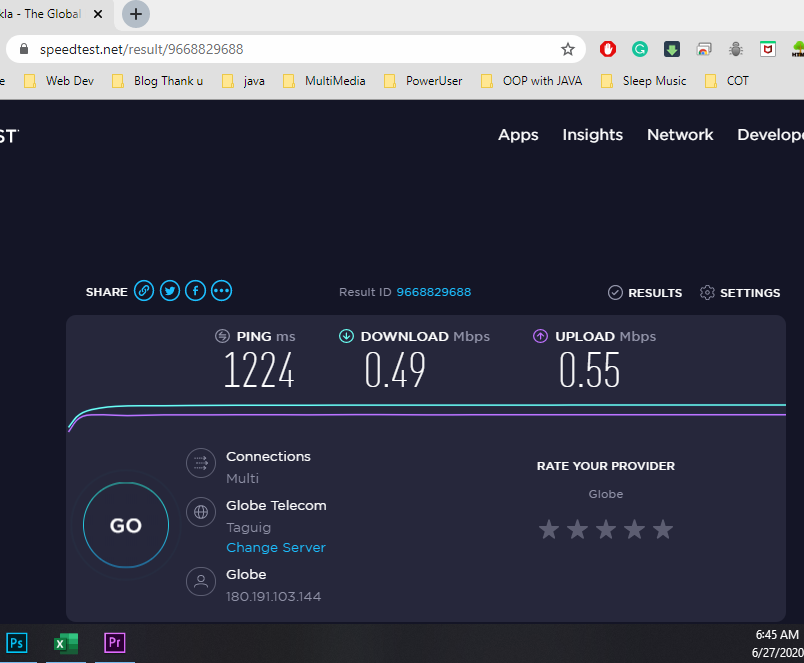 kla - The Global
speedtest.net/result/9668829688
e Web Dev Blog Thank u java MultiMedia PowerUser OOP with JAVA Sleep Music COT
ST Apps Insights Network Develope
SHARE Result ID 9668829688 RESULTS SETTINGS
PING ms DOWNLOAD Mbps UPLOAD Mbps
1224 0.49 0.55
Connections
Multi
RATE YOUR PROVIDER
Globe
Globe Telecom
Taguig
Change Server
GO
Globe
180.191.103.144
Ps X Pr 6:45 AM
6/27/2020